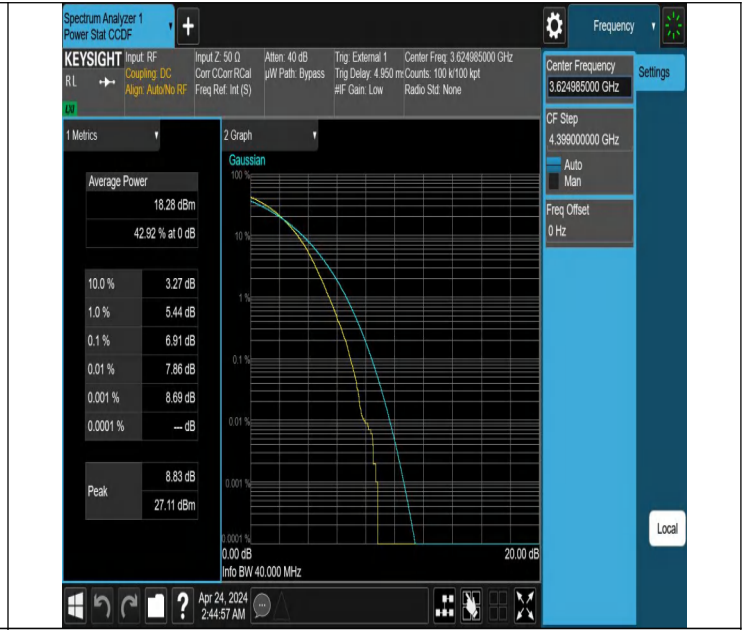 Spectrum Analyzer 1
Power Stat CCDF
+
Frequency
KEYSIGHT
RL
Input: RF
Coupling: DC
Align: Auto/No RF
Input Z: 50 Ω
Corr CCorr RCal
Freq Ref: Int (S)
Atten: 40 dB
µW Path: Bypass
Trig: External 1
Trig Delay: 4.950 ms
#IF Gain: Low
Center Freq: 3.624985000 GHz
Counts: 100 k/100 kpt
Radio Std: None
1 Metrics
Average Power
18.28 dBm
42.92 % at 0 dB
10.0 % 3.27 dB
1.0 % 5.44 dB
0.1 % 6.91 dB
0.01 % 7.86 dB
0.001 % 8.69 dB
0.0001 % --- dB
Peak
8.83 dB
27.11 dBm
2 Graph
Gaussian
100 %
10 %
1 %
0.1 %
0.01 %
0.001 %
0.0001 %
0.00 dB 20.00 dB
Info BW 40.000 MHz
Center Frequency
3.624985000 GHz
CF Step
4.399000000 GHz
Auto
Man
Freq Offset
0 Hz
Settings
Local
?
Apr 24, 2024
2:44:57 AM